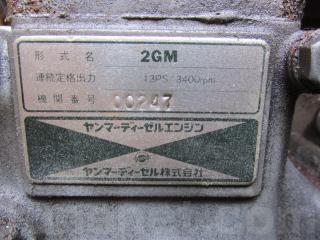 形式名 2GM
連続定格出力 13PS 3400rpm
機関番号 00247
ヤンマーディーゼルエンジン
ヤンマーディーゼル株式会社